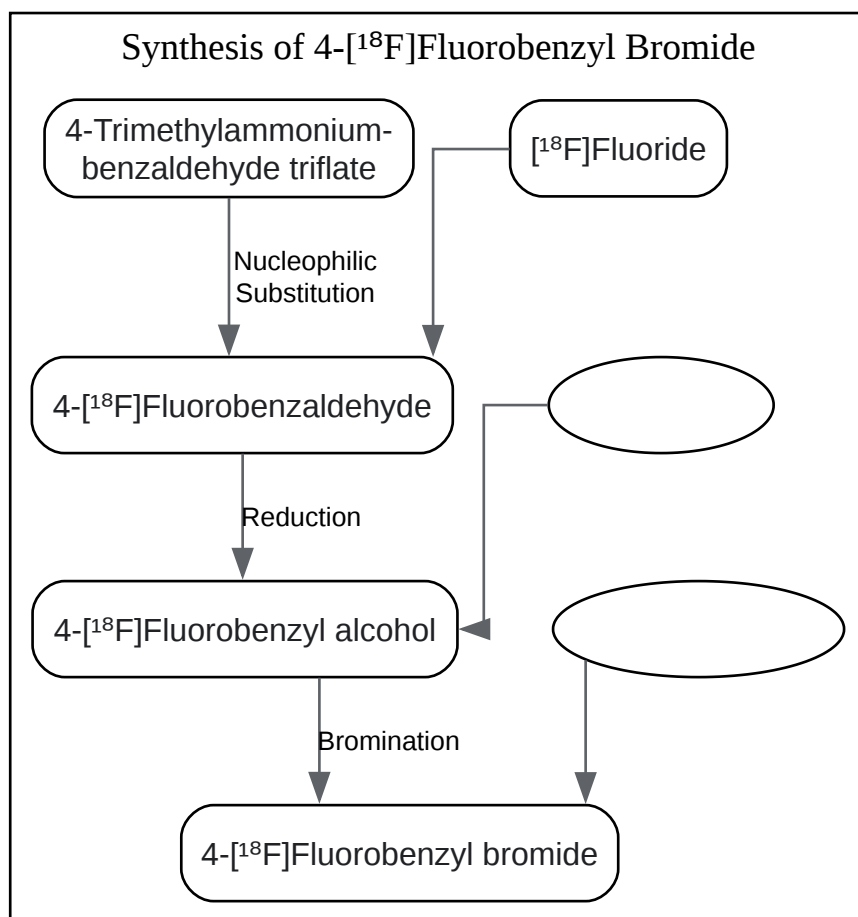 Synthesis of 4-[¹⁸F]Fluorobenzyl Bromide
4-Trimethylammonium-
benzaldehyde triflate
[¹⁸F]Fluoride
Nucleophilic
Substitution
4-[¹⁸F]Fluorobenzaldehyde
Reduction
4-[¹⁸F]Fluorobenzyl alcohol
Bromination
4-[¹⁸F]Fluorobenzyl bromide